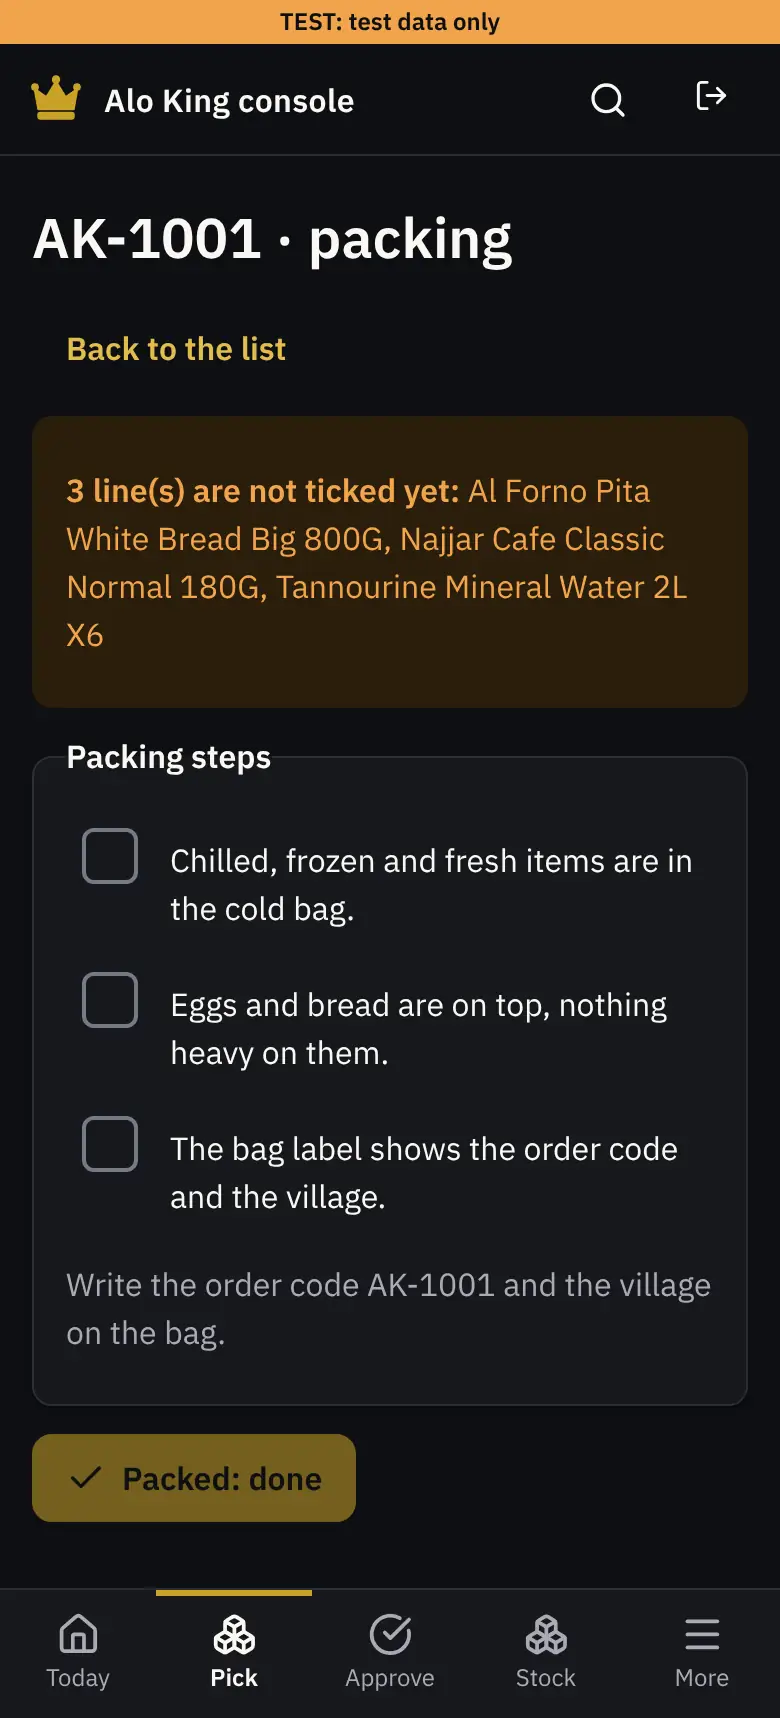 TEST: test data only
Alo King console
AK-1001 · packing
Back to the list
3 line(s) are not ticked yet: Al Forno Pita
White Bread Big 800G, Najjar Cafe Classic
Normal 180G, Tannourine Mineral Water 2L
X6
Packing steps
Chilled, frozen and fresh items are in
the cold bag.
Eggs and bread are on top, nothing
heavy on them.
The bag label shows the order code
and the village.
Write the order code AK-1001 and the village
on the bag.
Packed: done
Today
Pick
Approve
Stock
More